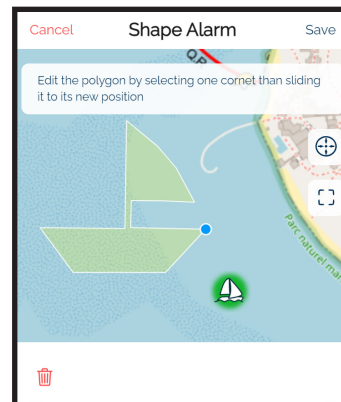 Cancel
Shape Alarm
Save
Q.P.
Edit the polygon by selecting one cornet than sliding
it to its new position
Parc naturel mar